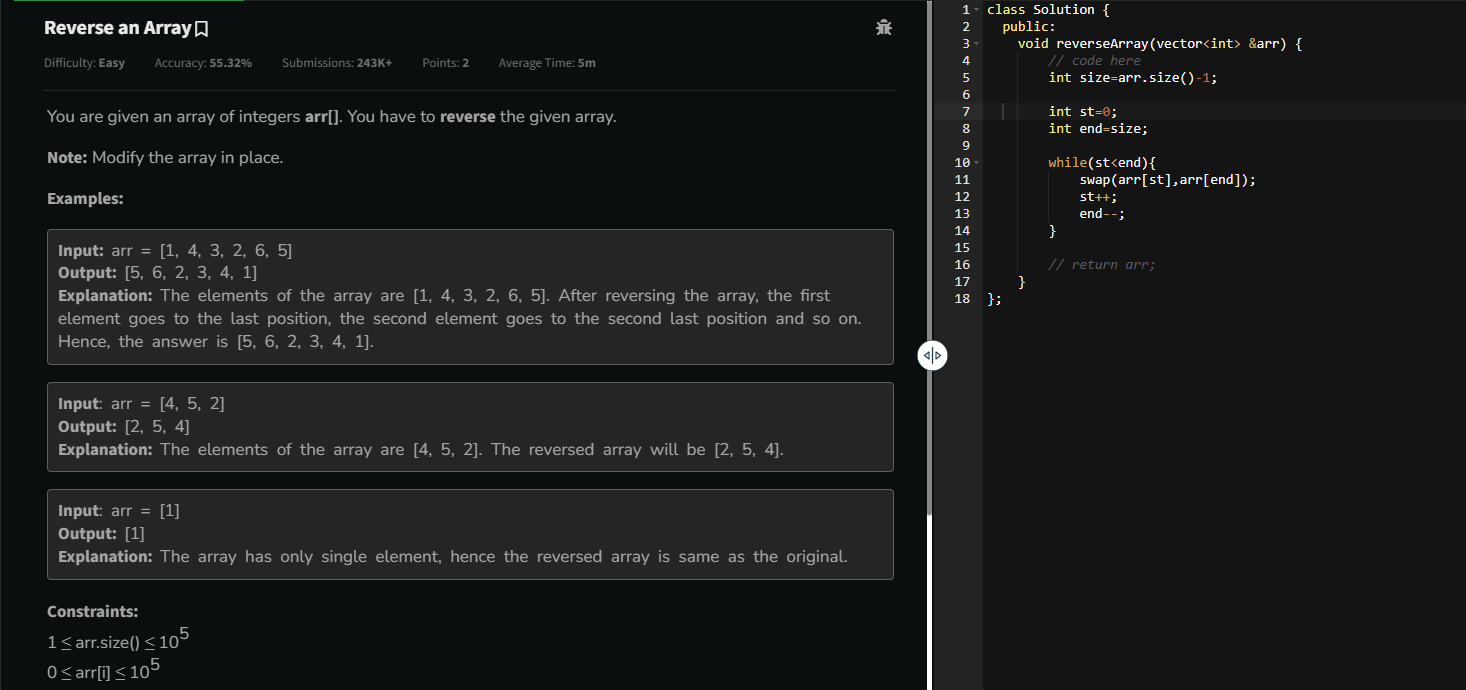 Reverse an Array
Difficulty: Easy Accuracy: 55.32% Submissions: 243K+ Points: 2 Average Time: 5m
You are given an array of integers arr[]. You have to reverse the given array.
Note: Modify the array in place.
Examples:
Input: arr = [1, 4, 3, 2, 6, 5]
Output: [5, 6, 2, 3, 4, 1]
Explanation: The elements of the array are [1, 4, 3, 2, 6, 5]. After reversing the array, the first
element goes to the last position, the second element goes to the second last position and so on.
Hence, the answer is [5, 6, 2, 3, 4, 1].
Input: arr = [4, 5, 2]
Output: [2, 5, 4]
Explanation: The elements of the array are [4, 5, 2]. The reversed array will be [2, 5, 4].
Input: arr = [1]
Output: [1]
Explanation: The array has only single element, hence the reversed array is same as the original.
Constraints:
1 ≤ arr.size() ≤ 10^5
0 ≤ arr[i] ≤ 10^5
1 class Solution {
2   public:
3     void reverseArray(vector<int> &arr) {
4         // code here
5         int size=arr.size()-1;
6
7         int st=0;
8         int end=size;
9
10         while(st<end){
11             swap(arr[st],arr[end]);
12             st++;
13             end--;
14         }
15
16         // return arr;
17     }
18 };